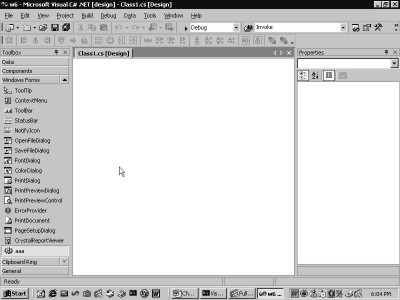 w6 - Microsoft Visual C# .NET [design] - Class1.cs [Design]
File Edit View Project Build Debug Data Tools Window Help
Debug Invoke
Toolbox
Data
Components
Windows Forms
ToolTip
ContextMenu
ToolBar
StatusBar
NotifyIcon
OpenFileDialog
SaveFileDialog
FontDialog
ColorDialog
PrintDialog
PrintPreviewDialog
PrintPreviewControl
ErrorProvider
PrintDocument
PageSetupDialog
CrystalReportViewer
aaa
Clipboard Ring
General
Class1.cs [Design]
Properties
Ready
Start Ch... Vis... Full... w6 ... 6:04 PM